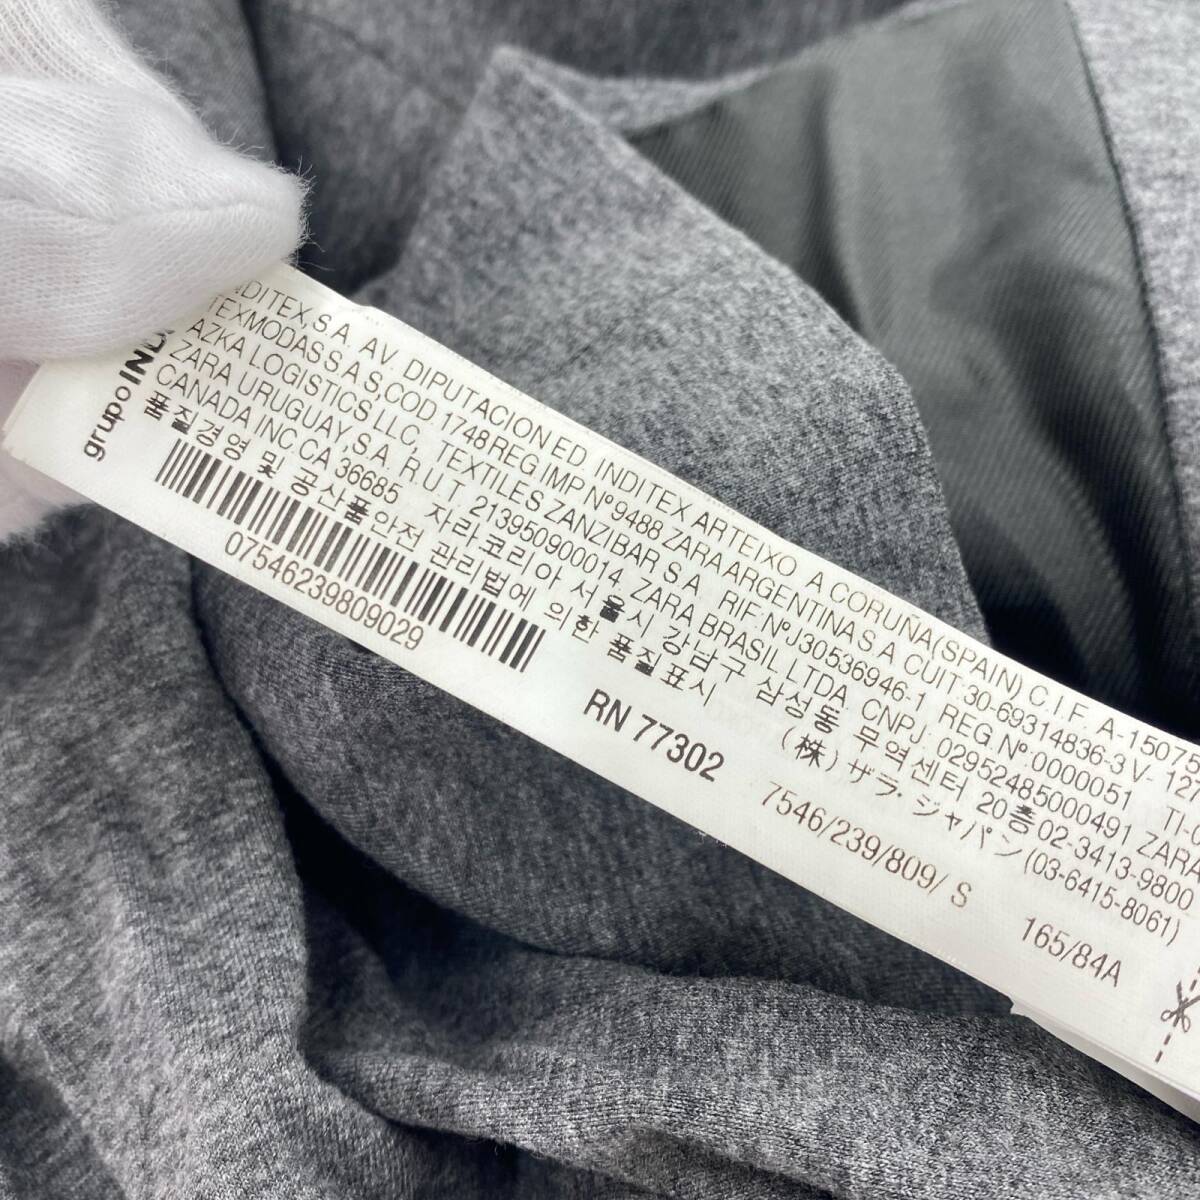 grupo
INDITEX,S.A. AV. DIPUTACION ED. INDITEX ARTEIXO A CORUÑA(SPAIN) C.I.F. A-15075
TEXMODAS S.A.S,COD 1748 REG IMP Nº9488 ZARA ARGENTINA S.A CUIT:30-69314836-3 V-
AZKA LOGISTICS LLC, TEXTILES ZANZIBAR S.A. RIF:NºJ30536946-1 REG.Nº:0000051
ZARA URUGUAY,S.A. R.U.T. 213950900014 ZARA BRASIL LTDA. CNPJ: 02952485000491 ZARA
CANADA INC CA 36685 자라코리아 서울시 강남구 삼성동 무역센터 20층 02-3413-9800
품질경영 및 공산품안전 관리법에 의한 품질표시 (株) ザラ・ジャパン(03-6415-8061)
07546239809029
RN 77302
7546/239/809/ S
165/84A